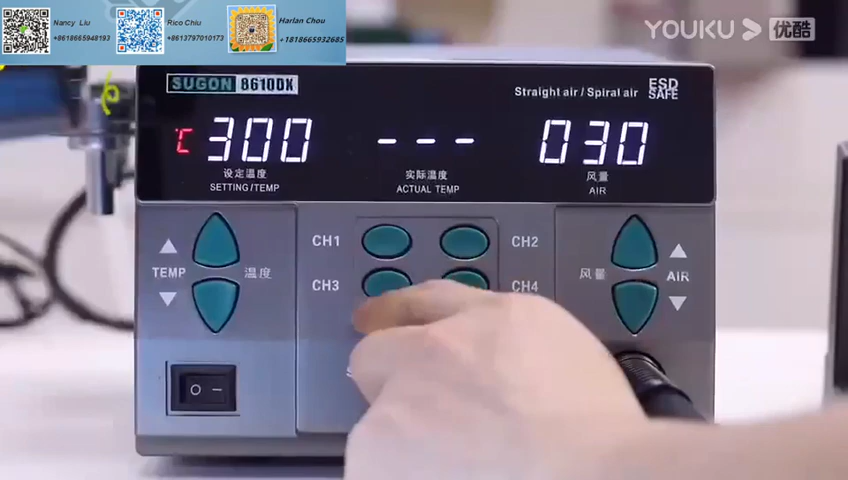 Nancy Liu
+8618665948193
Rico Chiu
+8613797010173
Harlan Chou
+1818665932685
YOUKU 优酷
SUGON 8610DX
Straight air / Spiral air
ESD SAFE
℃ 300
- - -
030
设定温度
SETTING/TEMP
实际温度
ACTUAL TEMP
风量
AIR
CH1
CH2
TEMP
温度
CH3
CH4
风量
AIR